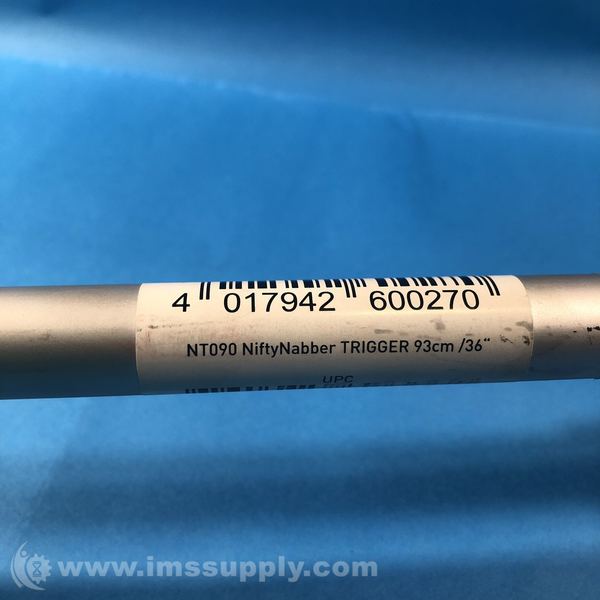 4 017942 600270
NT090 NiftyNabber TRIGGER 93cm /36“
UPC
www.imssupply.com